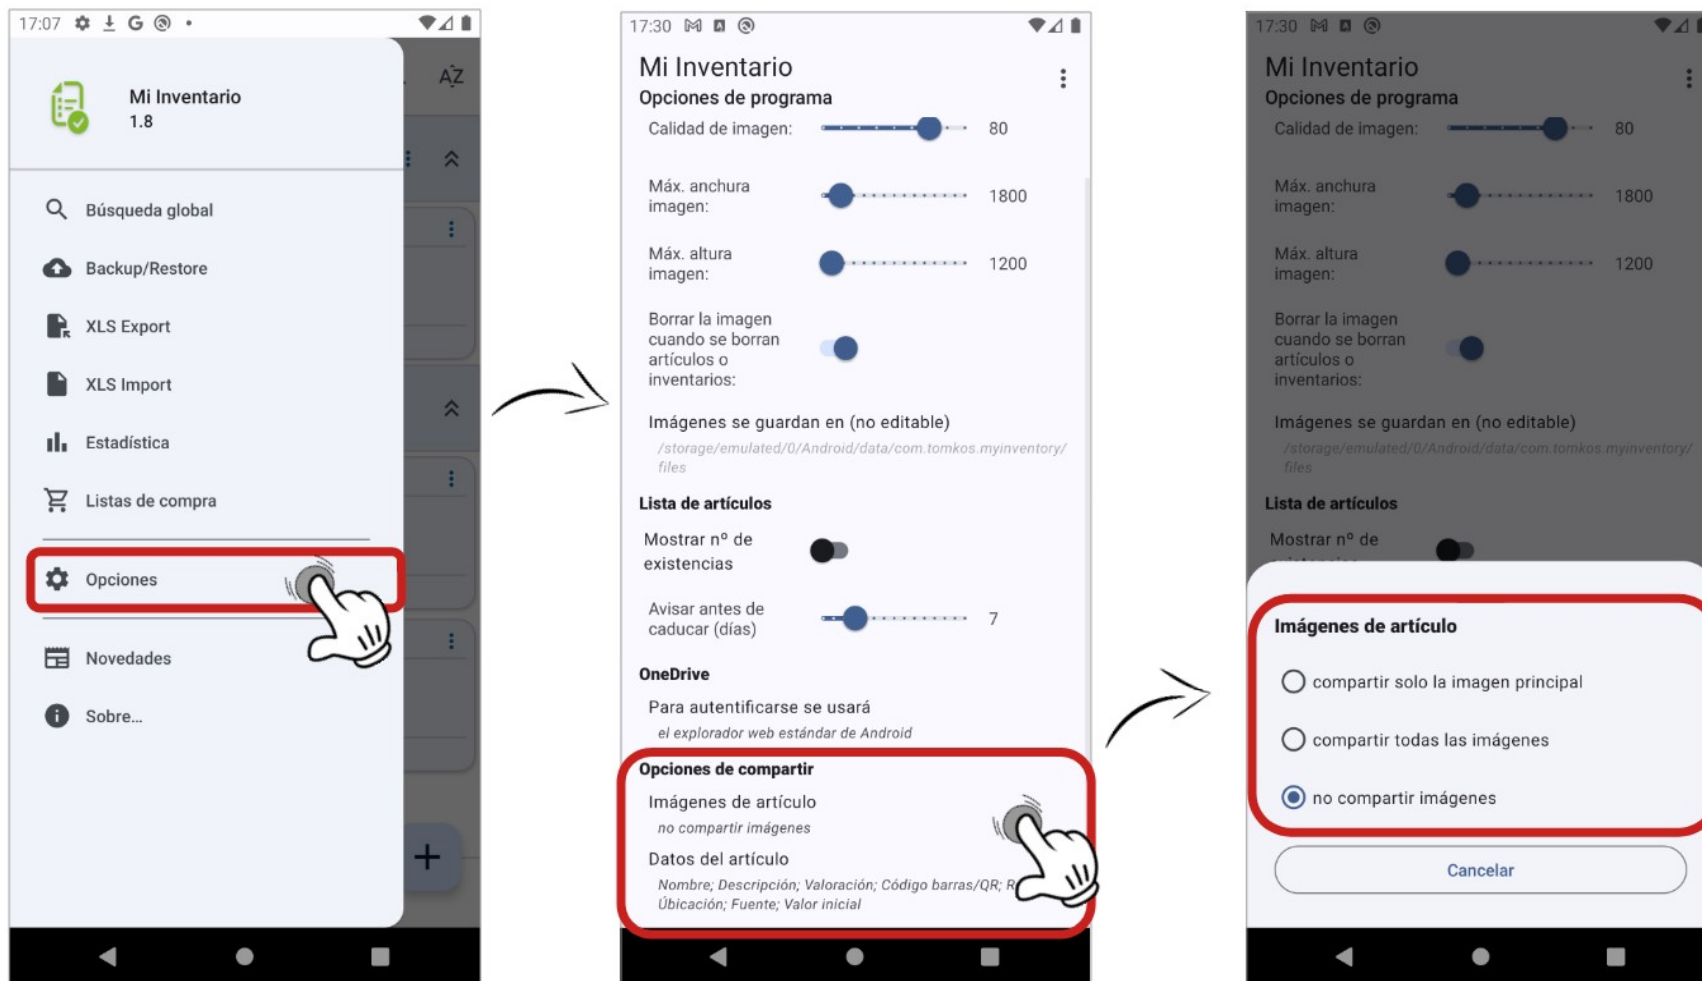 17:07
AZ
Mi Inventario
1.8
Búsqueda global
Backup/Restore
XLS Export
XLS Import
Estadística
Listas de compra
Opciones
Novedades
Sobre...
17:30
Mi Inventario
Opciones de programa
Calidad de imagen: 80
Máx. anchura
imagen: 1800
Máx. altura
imagen: 1200
Borrar la imagen
cuando se borran
artículos o
inventarios:
Imágenes se guardan en (no editable)
/storage/emulated/0/Android/data/com.tomkos.myinventory/
files
Lista de artículos
Mostrar nº de
existencias
Avisar antes de
caducar (días) 7
OneDrive
Para autentificarse se usará
el explorador web estándar de Android
Opciones de compartir
Imágenes de artículo
no compartir imágenes
Datos del artículo
Nombre; Descripción; Valoración; Código barras/QR; R
Úbicación; Fuente; Valor inicial
17:30
Mi Inventario
Opciones de programa
Calidad de imagen: 80
Máx. anchura
imagen: 1800
Máx. altura
imagen: 1200
Borrar la imagen
cuando se borran
artículos o
inventarios:
Imágenes se guardan en (no editable)
/storage/emulated/0/Android/data/com.tomkos.myinventory/
files
Lista de artículos
Mostrar nº de
Imágenes de artículo
compartir solo la imagen principal
compartir todas las imágenes
no compartir imágenes
Cancelar